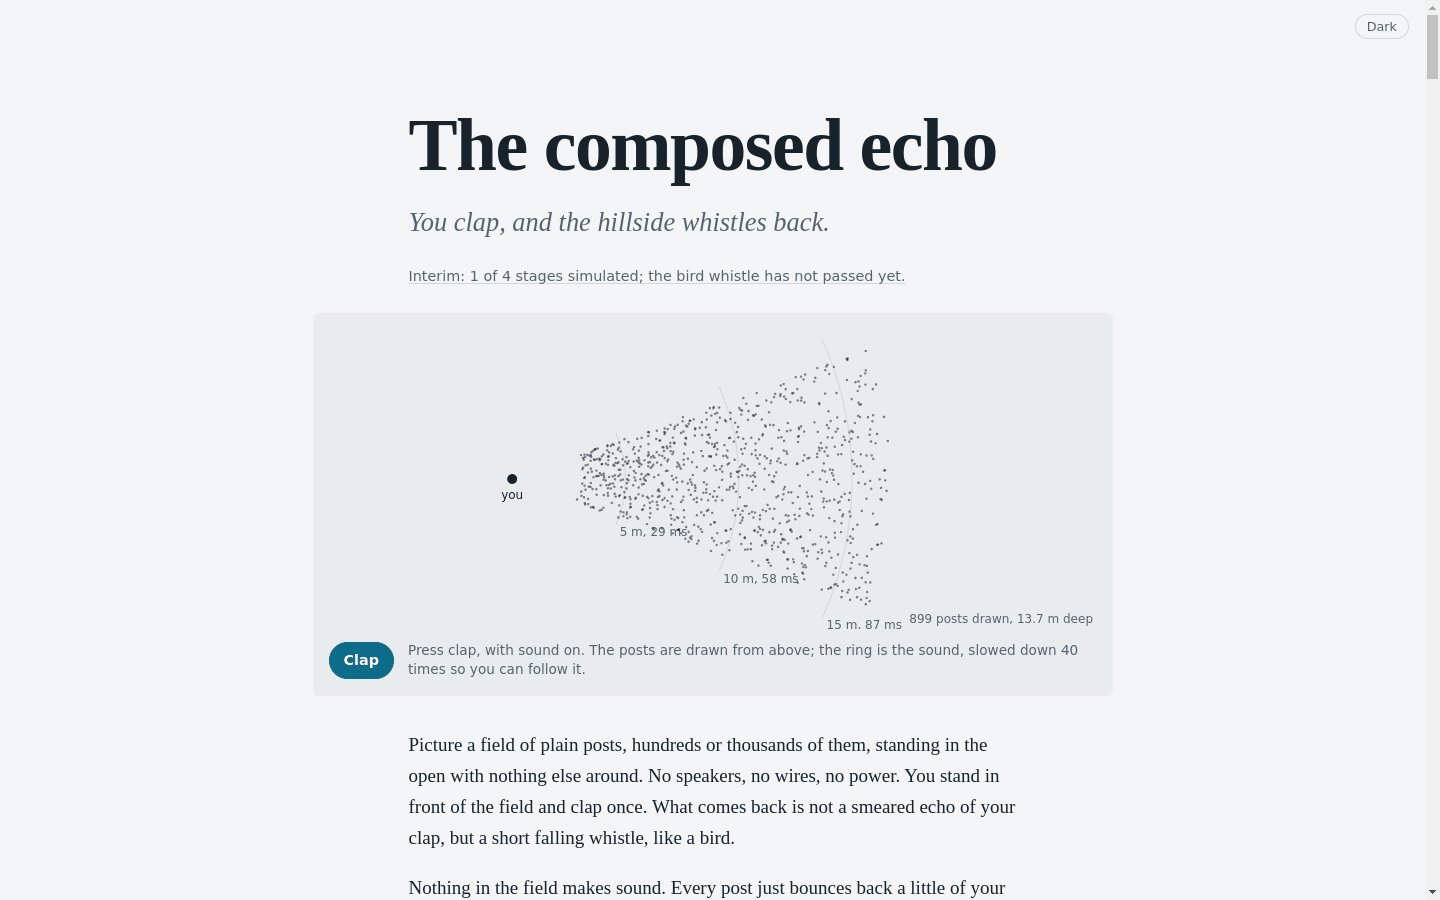 Dark
The composed echo
You clap, and the hillside whistles back.
Interim: 1 of 4 stages simulated; the bird whistle has not passed yet.
you
5 m, 29 ms
10 m, 58 ms
15 m, 87 ms
899 posts drawn, 13.7 m deep
Clap
Press clap, with sound on. The posts are drawn from above; the ring is the sound, slowed down 40
times so you can follow it.
Picture a field of plain posts, hundreds or thousands of them, standing in the
open with nothing else around. No speakers, no wires, no power. You stand in
front of the field and clap once. What comes back is not a smeared echo of your
clap, but a short falling whistle, like a bird.
Nothing in the field makes sound. Every post just bounces back a little of your